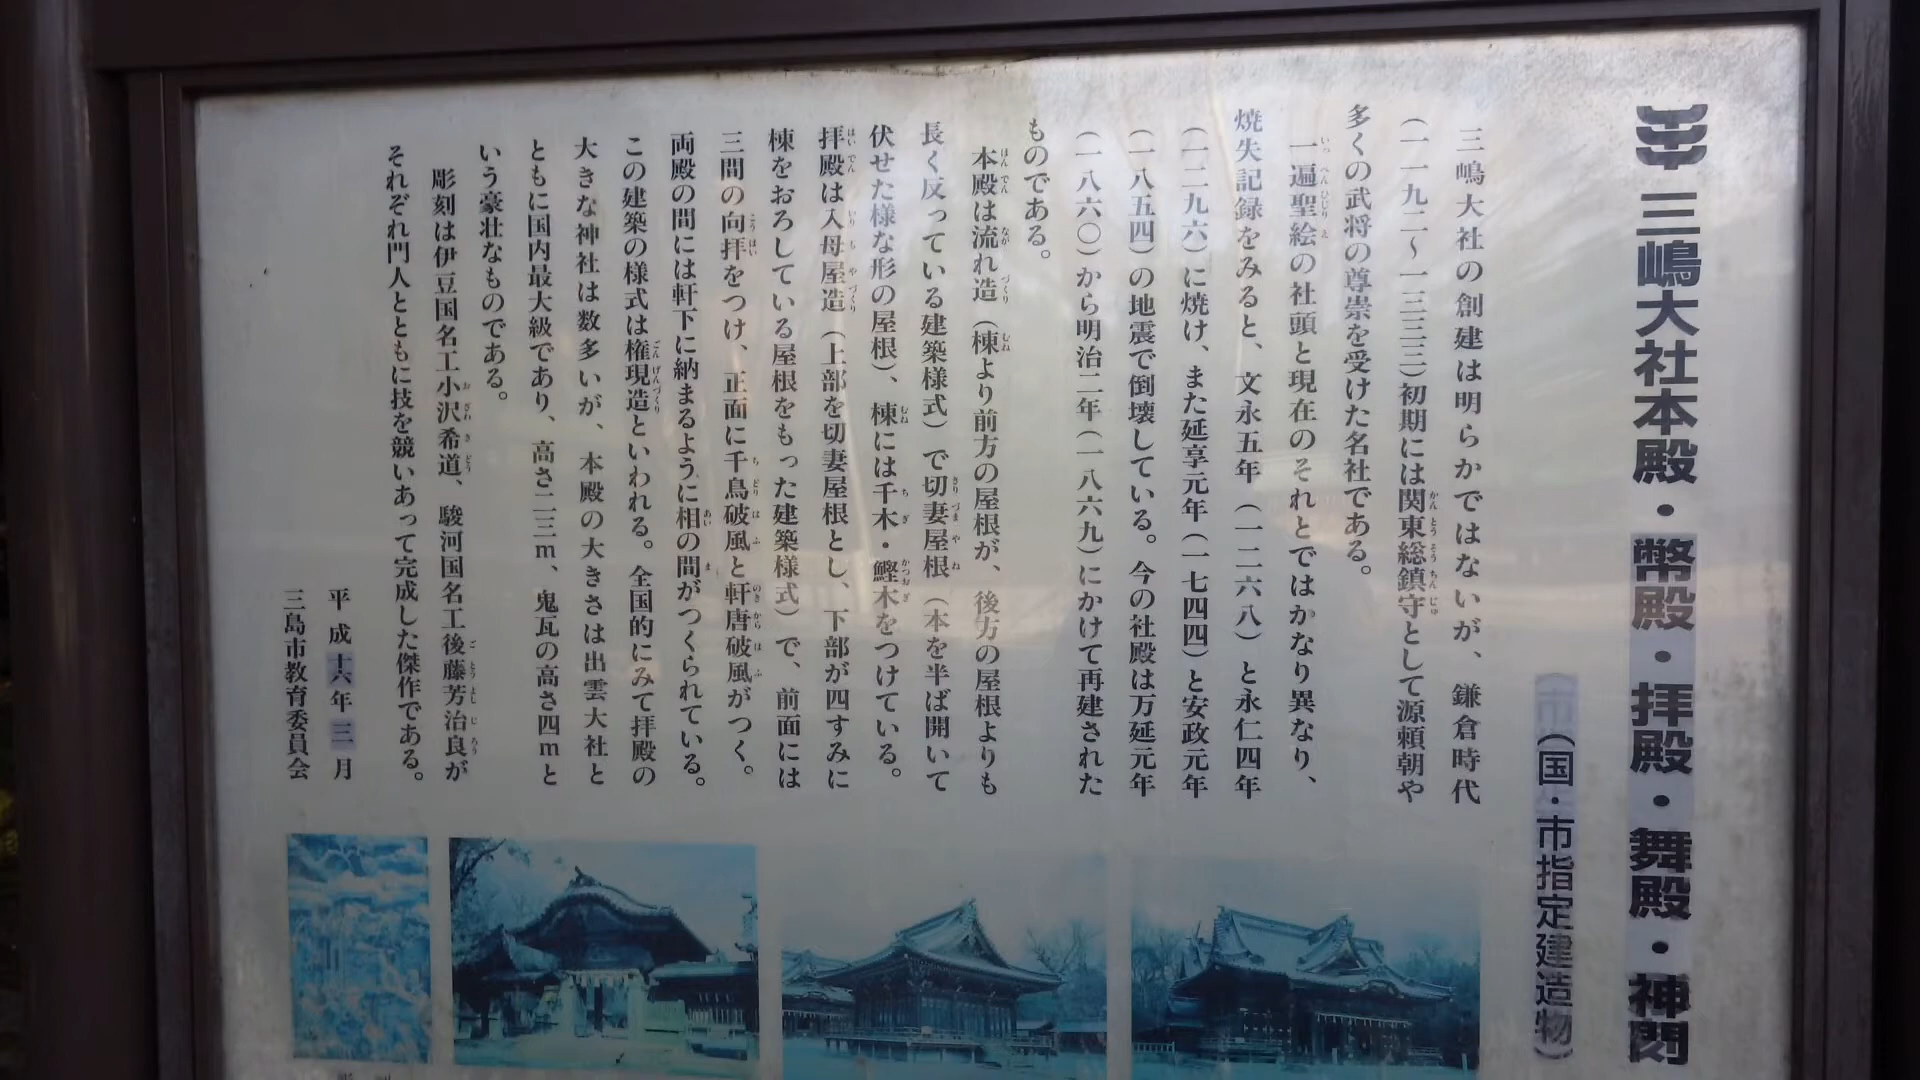 三嶋大社本殿・幣殿・拝殿・舞殿・神門
(国・市指定建造物)
三嶋大社の創建は明らかではないが、鎌倉時代
(一一九二〜一三三三)初期には関東総鎮守として源頼朝や
多くの武将の尊崇を受けた名社である。
一遍聖絵の社頭と現在のそれとではかなり異なり、
焼失記録をみると、文永五年(一二六八)と永仁四年
(一二九六)に焼け、また延享元年(一七四四)と安政元年
(一八五四)の地震で倒壊している。今の社殿は万延元年
(一八六〇)から明治二年(一八六九)にかけて再建された
ものである。
本殿は流れ造(棟より前方の屋根が、後方の屋根よりも
長く反っている建築様式)で切妻屋根(本を半ば開いて
伏せた様な形の屋根)、棟には千木・鰹木をつけている。
拝殿は入母屋造(上部を切妻屋根とし、下部が四すみに
棟をおろしている屋根をもった建築様式)で、前面には
三間の向拝をつけ、正面に千鳥破風と軒唐破風がつく。
両殿の間には軒下に納まるように相の間がつくられている。
この建築の様式は権現造といわれる。全国的にみて拝殿の
大きな神社は数多いが、本殿の大きさは出雲大社と
ともに国内最大級であり、高さ二三m、鬼瓦の高さ四mと
いう豪壮なものである。
彫刻は伊豆国名工小沢希道、駿河国名工後藤芳治良が
それぞれ門人とともに技を競いあって完成した傑作である。
平成十六年三月
三島市教育委員会